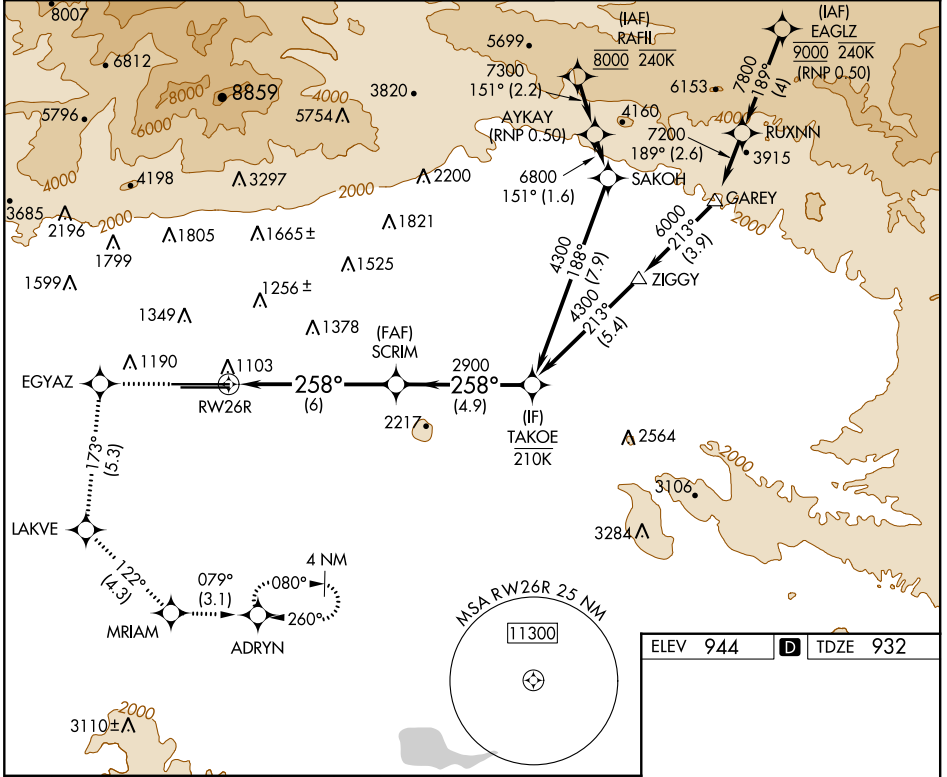 8007
6812
5796
8000
8859
6000
4000
5754
3820
5699
(IAF)
RAFII
8000 240K
7300
151° (2.2)
AYKAY
(RNP 0.50)
6800
151° (1.6)
SAKOH
4160
6153
(IAF)
EAGLZ
9000 240K
(RNP 0.50)
7800
189°
(4)
4000
RUXNN
7200
189° (2.6)
3915
GAREY
2000
4000
4198
3297
2000
2200
3685
2196
2000
1799
1805
1665±
1821
1599
1525
1256±
1349
1378
6000
213°
(3.9)
ZIGGY
4300
188°
(7.9)
4300
213°
(5.4)
(FAF)
SCRIM
1190
1103
EGYAZ
RW26R
258°
(6)
2900
258°
(4.9)
(IF)
TAKOE
210K
2217
2564
2000
3106
3284
173°
(5.3)
LAKVE
122°
(4.3)
MRIAM
079°
(3.1)
ADRYN
4 NM
080°
260°
MSA RW26R 25 NM
11300
ELEV 944 D TDZE 932
2000
3110±